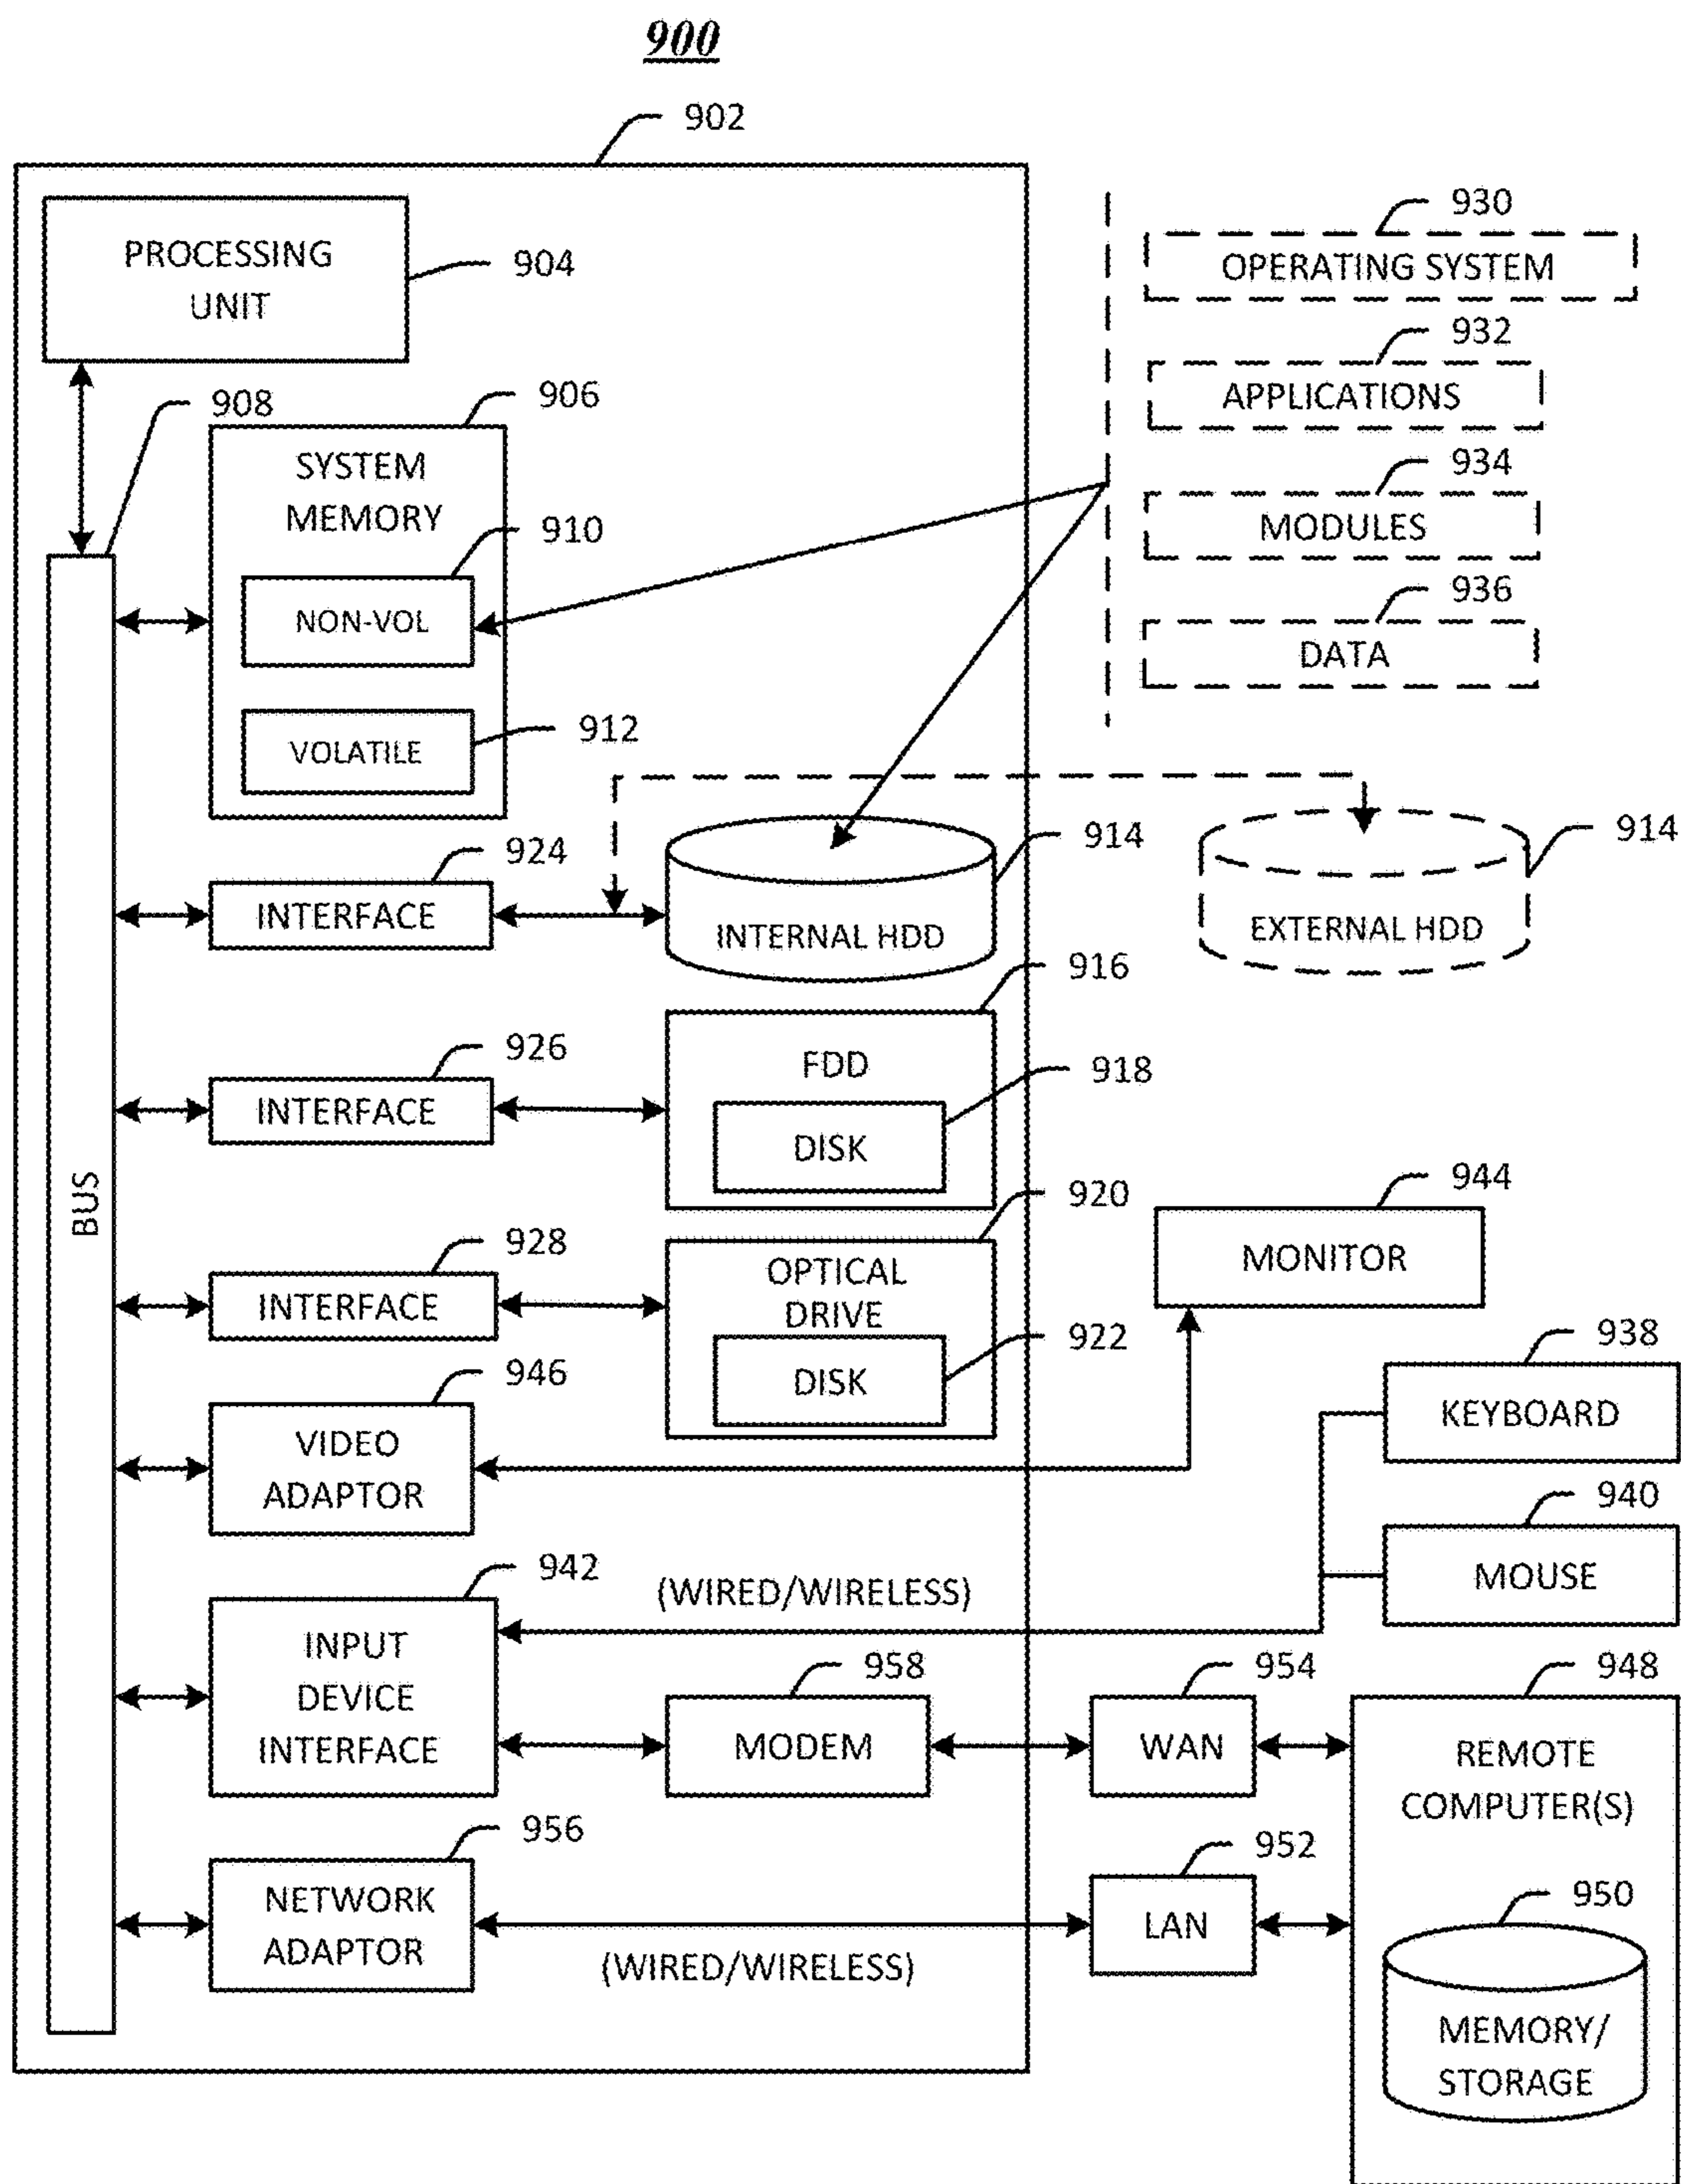 900
902
PROCESSING
UNIT
904
930
OPERATING SYSTEM
932
APPLICATIONS
934
MODULES
936
DATA
908
906
SYSTEM
MEMORY
910
NON-VOL
912
VOLATILE
924
INTERFACE
914
INTERNAL HDD
914
EXTERNAL HDD
916
FDD
926
INTERFACE
918
DISK
BUS
920
OPTICAL
DRIVE
928
INTERFACE
922
DISK
944
MONITOR
938
KEYBOARD
946
VIDEO
ADAPTOR
940
MOUSE
942
INPUT
DEVICE
INTERFACE
(WIRED/WIRELESS)
958
MODEM
954
WAN
948
REMOTE
COMPUTER(S)
956
NETWORK
ADAPTOR
(WIRED/WIRELESS)
952
LAN
950
MEMORY/
STORAGE